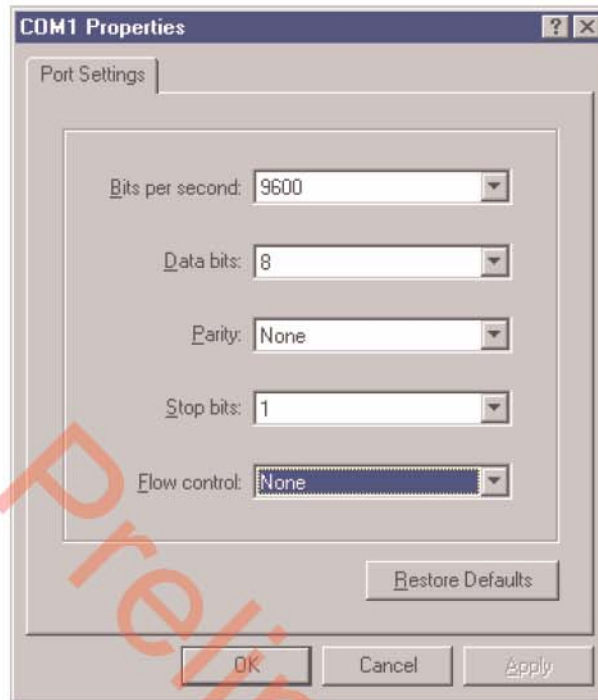 COM1 Properties
Port Settings
Bits per second: 9600
Data bits: 8
Parity: None
Stop bits: 1
Flow control: None
Restore Defaults
OK Cancel Apply